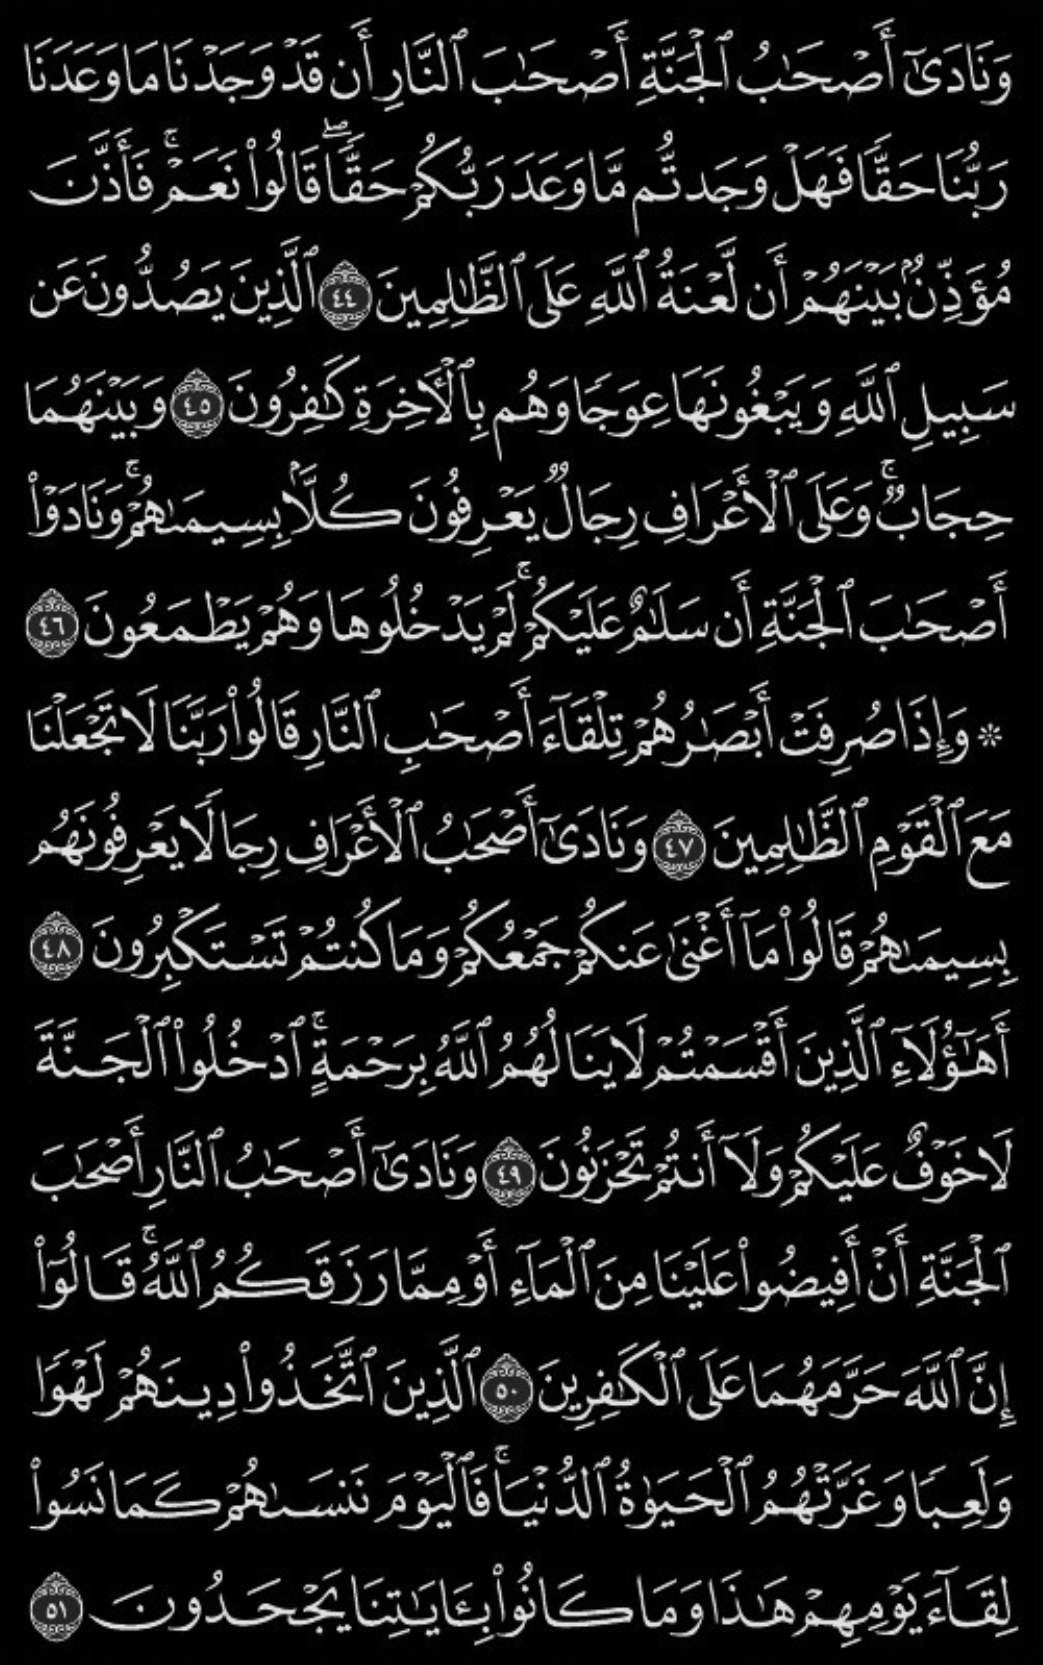 وَنَادَىٰٓ أَصْحَٰبُ ٱلْجَنَّةِ أَصْحَٰبَ ٱلنَّارِ أَن قَدْ وَجَدْنَا مَا وَعَدَنَا
رَبُّنَا حَقًّا فَهَلْ وَجَدتُّم مَّا وَعَدَ رَبُّكُمْ حَقًّاۖ قَالُوا۟ نَعَمْۚ فَأَذَّنَ
مُؤَذِّنٌۢ بَيْنَهُمْ أَن لَّعْنَةُ ٱللَّهِ عَلَى ٱلظَّٰلِمِينَ ٤٤ ٱلَّذِينَ يَصُدُّونَ عَن
سَبِيلِ ٱللَّهِ وَيَبْغُونَهَا عِوَجًا وَهُم بِٱلْءَاخِرَةِ كَٰفِرُونَ ٤٥ وَبَيْنَهُمَا
حِجَابٌۚ وَعَلَى ٱلْأَعْرَافِ رِجَالٌ يَعْرِفُونَ كُلًّۢا بِسِيمَىٰهُمْۚ وَنَادَوْا۟
أَصْحَٰبَ ٱلْجَنَّةِ أَن سَلَٰمٌ عَلَيْكُمْۚ لَمْ يَدْخُلُوهَا وَهُمْ يَطْمَعُونَ ٤٦
۞ وَإِذَا صُرِفَتْ أَبْصَٰرُهُمْ تِلْقَآءَ أَصْحَٰبِ ٱلنَّارِ قَالُوا۟ رَبَّنَا لَا تَجْعَلْنَا
مَعَ ٱلْقَوْمِ ٱلظَّٰلِمِينَ ٤٧ وَنَادَىٰٓ أَصْحَٰبُ ٱلْأَعْرَافِ رِجَالًا يَعْرِفُونَهُم
بِسِيمَىٰهُمْ قَالُوا۟ مَآ أَغْنَىٰ عَنكُمْ جَمْعُكُمْ وَمَا كُنتُمْ تَسْتَكْبِرُونَ ٤٨
أَهَٰٓؤُلَآءِ ٱلَّذِينَ أَقْسَمْتُمْ لَا يَنَالُهُمُ ٱللَّهُ بِرَحْمَةٍۚ ٱدْخُلُوا۟ ٱلْجَنَّةَ
لَا خَوْفٌ عَلَيْكُمْ وَلَآ أَنتُمْ تَحْزَنُونَ ٤٩ وَنَادَىٰٓ أَصْحَٰبُ ٱلنَّارِ أَصْحَٰبَ
ٱلْجَنَّةِ أَنْ أَفِيضُوا۟ عَلَيْنَا مِنَ ٱلْمَآءِ أَوْ مِمَّا رَزَقَكُمُ ٱللَّهُۚ قَالُوٓا۟
إِنَّ ٱللَّهَ حَرَّمَهُمَا عَلَى ٱلْكَٰفِرِينَ ٥٠ ٱلَّذِينَ ٱتَّخَذُوا۟ دِينَهُمْ لَهْوًا
وَلَعِبًا وَغَرَّتْهُمُ ٱلْحَيَوٰةُ ٱلدُّنْيَاۚ فَٱلْيَوْمَ نَنسَىٰهُمْ كَمَا نَسُوا۟
لِقَآءَ يَوْمِهِمْ هَٰذَا وَمَا كَانُوا۟ بِـَٔايَٰتِنَا يَجْحَدُونَ ٥١